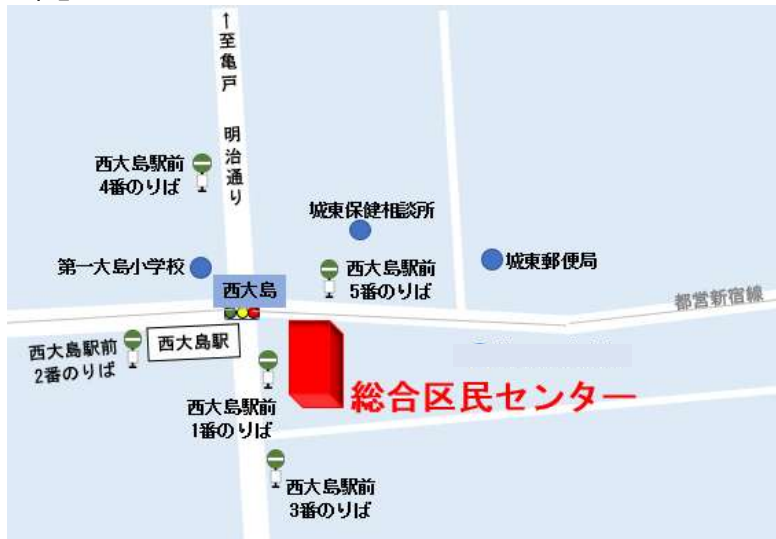 ↑至亀戸 明治通り
西大島駅前
4番のりば
城東保健相談所
第一大島小学校
西大島駅前
5番のりば
城東郵便局
西大島
都営新宿線
西大島駅前
2番のりば
西大島駅
総合区民センター
西大島駅前
1番のりば
西大島駅前
3番のりば